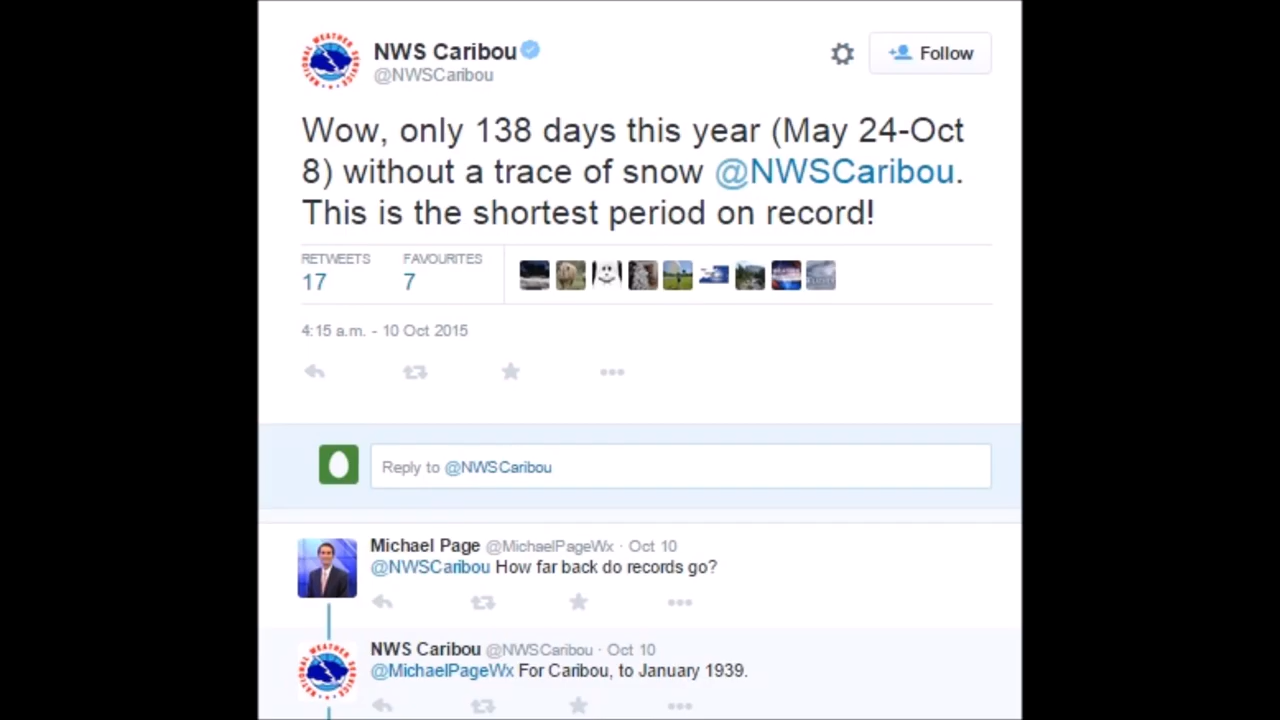 NWS Caribou
@NWSCaribou
Follow
Wow, only 138 days this year (May 24-Oct
8) without a trace of snow @NWSCaribou.
This is the shortest period on record!
RETWEETS FAVOURITES
17 7
4:15 a.m. - 10 Oct 2015
Reply to @NWSCaribou
Michael Page @MichaelPageWx · Oct 10
@NWSCaribou How far back do records go?
NWS Caribou @NWSCaribou · Oct 10
@MichaelPageWx For Caribou, to January 1939.